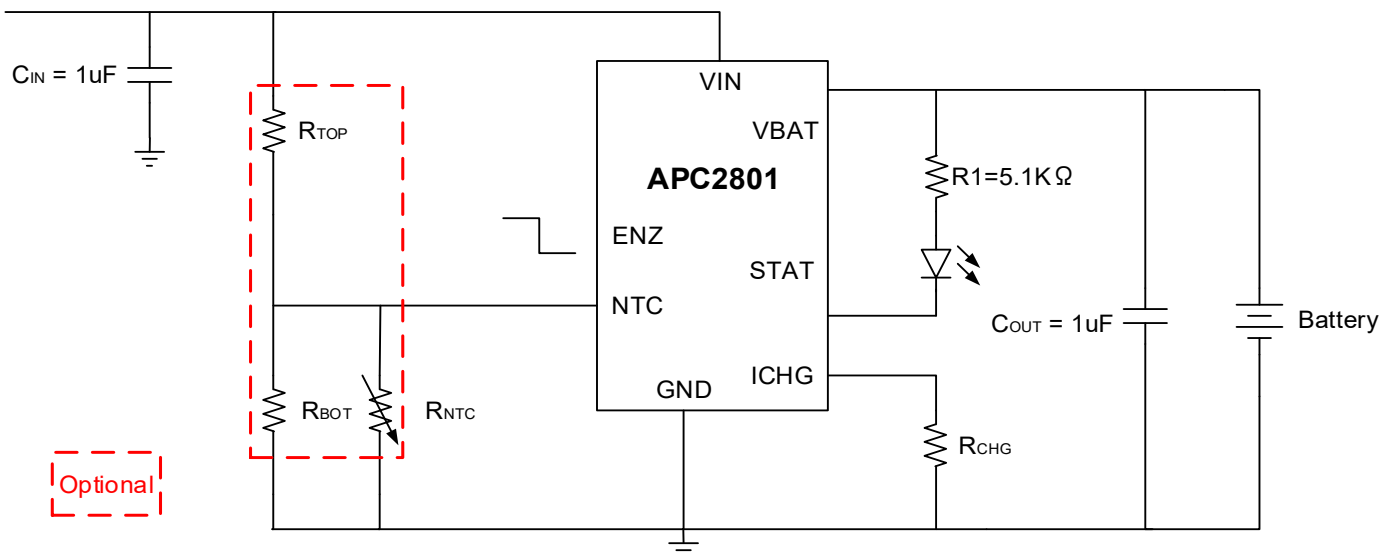 CIN = 1uF
RTOP
VIN
VBAT
APC2801
R1=5.1KΩ
ENZ
STAT
NTC
COUT = 1uF
Battery
ICHG
GND
RBOT
RNTC
RCHG
Optional